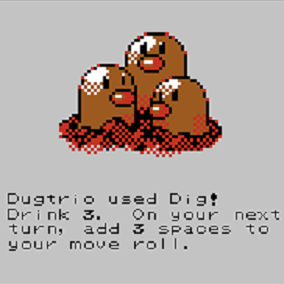 Dugtrio used Dig!
Drink 3.  On your next
turn, add 3 spaces to
your move roll.